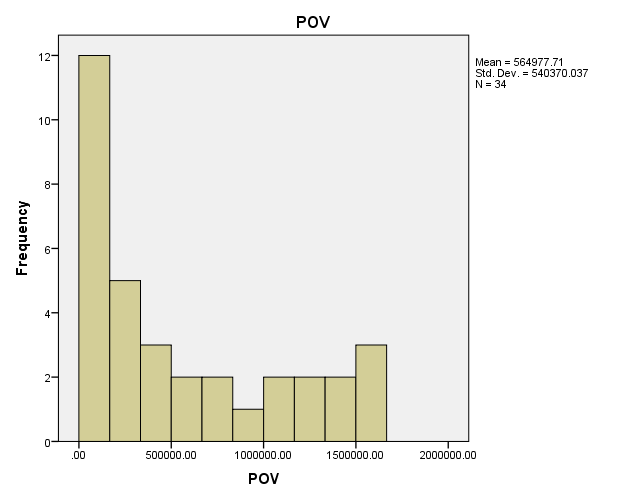 POV
Mean = 564977.71
Std. Dev. = 540370.037
N = 34
12
10
8
6
4
2
0
Frequency
.00 500000.00 1000000.00 1500000.00 2000000.00
POV